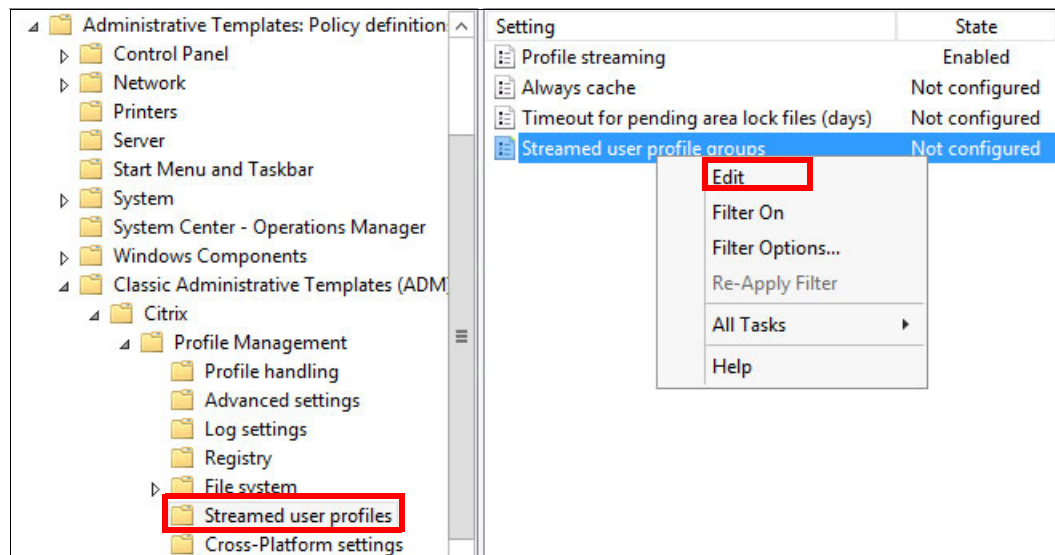 Administrative Templates: Policy definition
Control Panel
Network
Printers
Server
Start Menu and Taskbar
System
System Center - Operations Manager
Windows Components
Classic Administrative Templates (ADM)
Citrix
Profile Management
Profile handling
Advanced settings
Log settings
Registry
File system
Streamed user profiles
Cross-Platform settings
Setting State
Profile streaming Enabled
Always cache Not configured
Timeout for pending area lock files (days) Not configured
Streamed user profile groups Not configured
Edit
Filter On
Filter Options...
Re-Apply Filter
All Tasks
Help